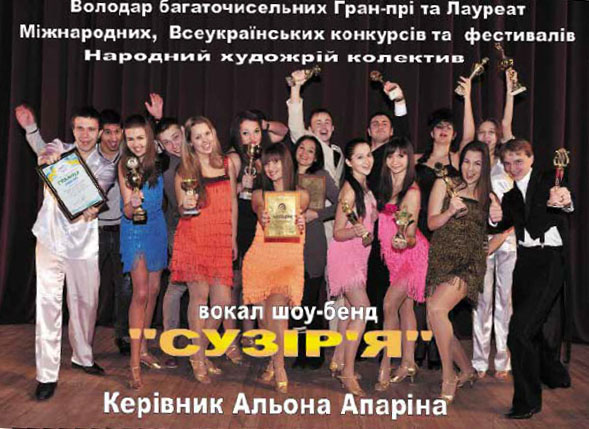 Володар багаточисельних Гран-прі та Лауреат
Міжнародних, Всеукраїнських конкурсів та фестивалів
Народний художрій колектив
вокал шоу-бенд
"СУЗІР'Я"
Керівник Альона Апаріна